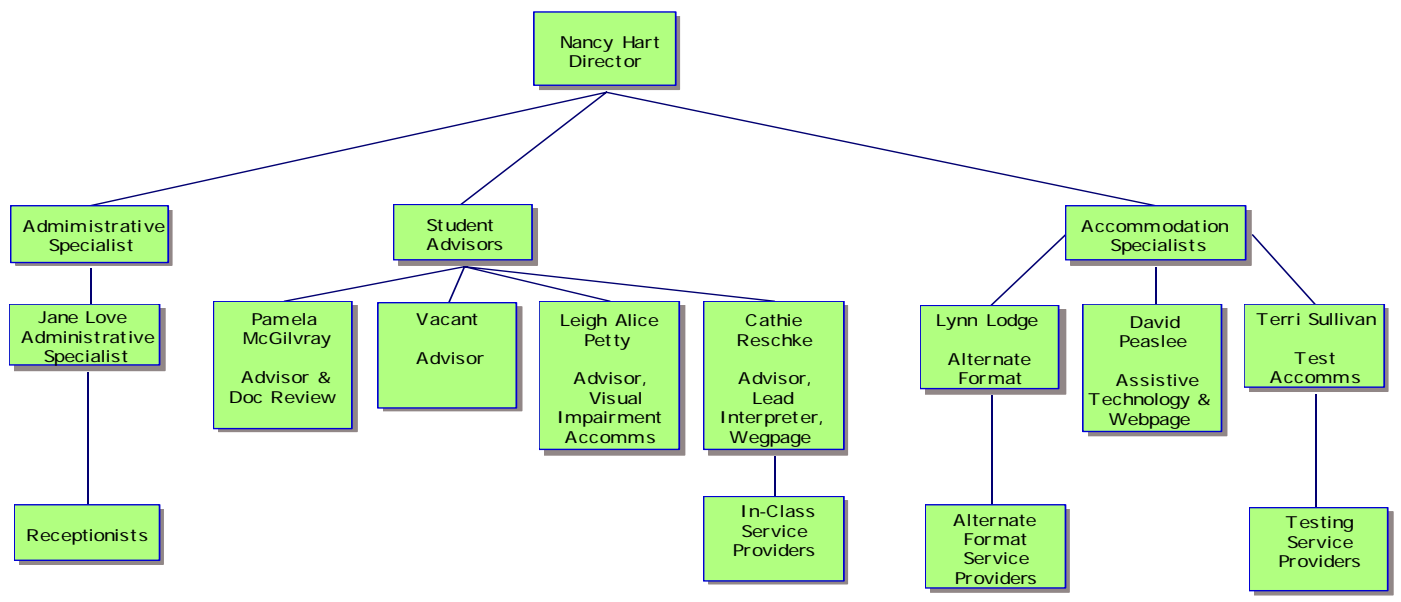 Nancy Hart
Director
Admimistrative
Specialist
Student
Advisors
Accommodation
Specialists
Jane Love
Administrative
Specialist
Pamela
McGilvray
Advisor &
Doc Review
Vacant
Advisor
Leigh Alice
Petty
Advisor,
Visual
Impairment
Accomms
Cathie
Reschke
Advisor,
Lead
Interpreter,
Wegpage
Lynn Lodge
Alternate
Format
David
Peaslee
Assistive
Technology &
Webpage
Terri Sullivan
Test
Accomms
Receptionists
In-Class
Service
Providers
Alternate
Format
Service
Providers
Testing
Service
Providers